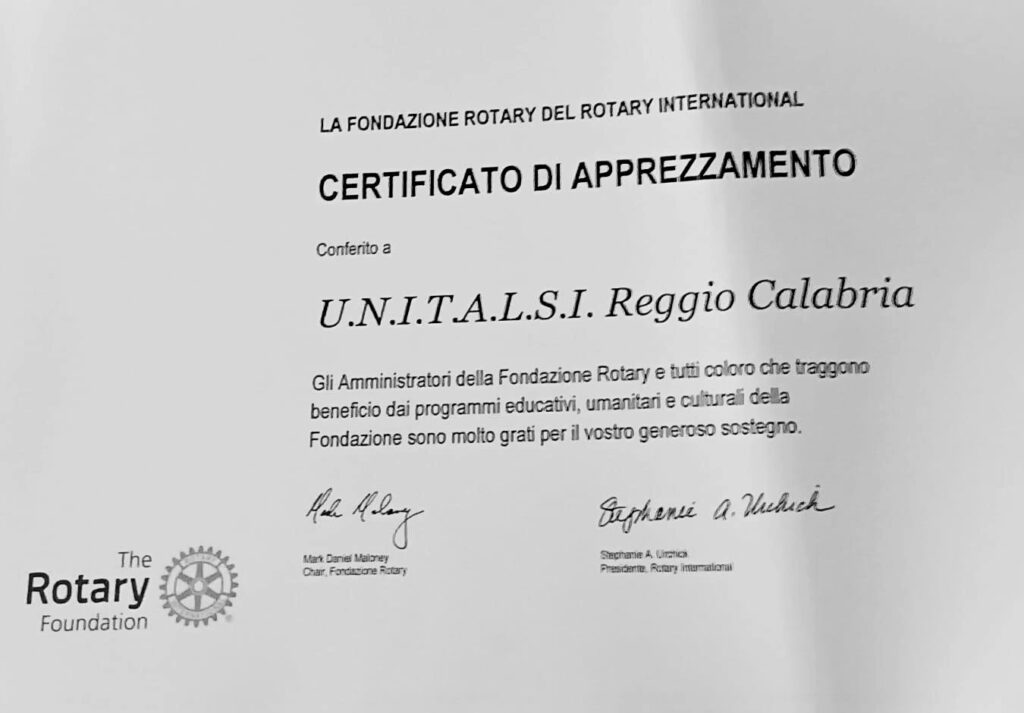 LA FONDAZIONE ROTARY DEL ROTARY INTERNATIONAL
CERTIFICATO DI APPREZZAMENTO
Conferito a
U.N.I.T.A.L.S.I. Reggio Calabria
Gli Amministratori della Fondazione Rotary e tutti coloro che traggono
beneficio dai programmi educativi, umanitari e culturali della
Fondazione sono molto grati per il vostro generoso sostegno.
Stephanie A. Urchick
Mark Daniel Maloney
Chair, Fondazione Rotary
Stephanie A. Urchick
Presidente, Rotary International
The
Rotary
Foundation